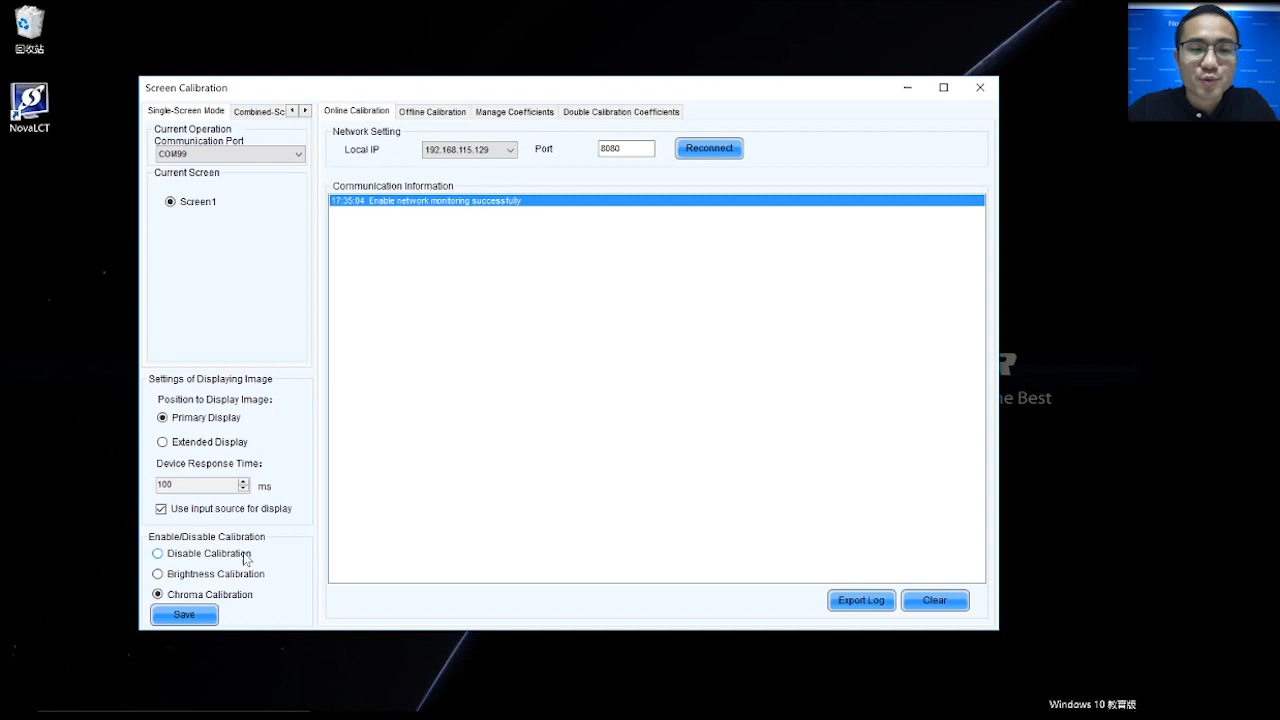 回收站
NovaLCT
Screen Calibration
Single-Screen Mode
Combined-Sc
Current Operation
Communication Port
COM99
Current Screen
Screen1
Settings of Displaying Image
Position to Display Image:
Primary Display
Extended Display
Device Response Time:
100
ms
Use input source for display
Enable/Disable Calibration
Disable Calibration
Brightness Calibration
Chroma Calibration
Save
Online Calibration
Offline Calibration
Manage Coefficients
Double Calibration Coefficients
Network Setting
Local IP
192.168.115.129
Port
8080
Reconnect
Communication Information
17:35:04 Enable network monitoring successfully
Export Log
Clear
R
he Best
Windows 10 教育版